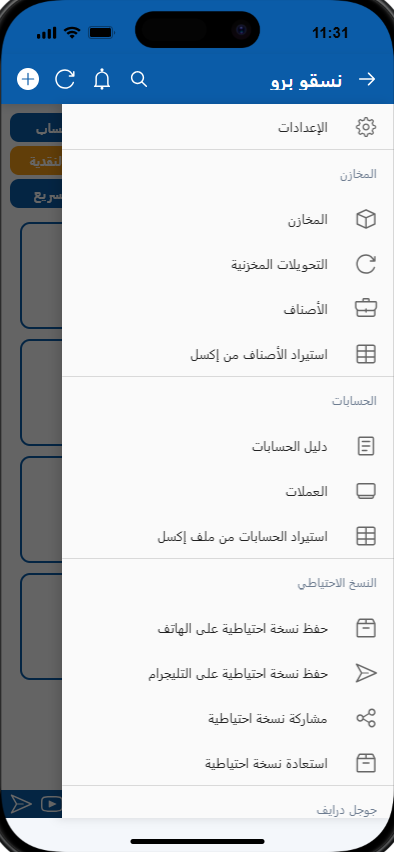 11:31
نسقو برو
الإعدادات
المخازن
المخازن
التحويلات المخزنية
الأصناف
استيراد الأصناف من إكسل
الحسابات
دليل الحسابات
العملات
استيراد الحسابات من ملف إكسل
النسخ الاحتياطي
حفظ نسخة احتياطية على الهاتف
حفظ نسخة احتياطية على التليجرام
مشاركة نسخة احتياطية
استعادة نسخة احتياطية
جوجل درايف